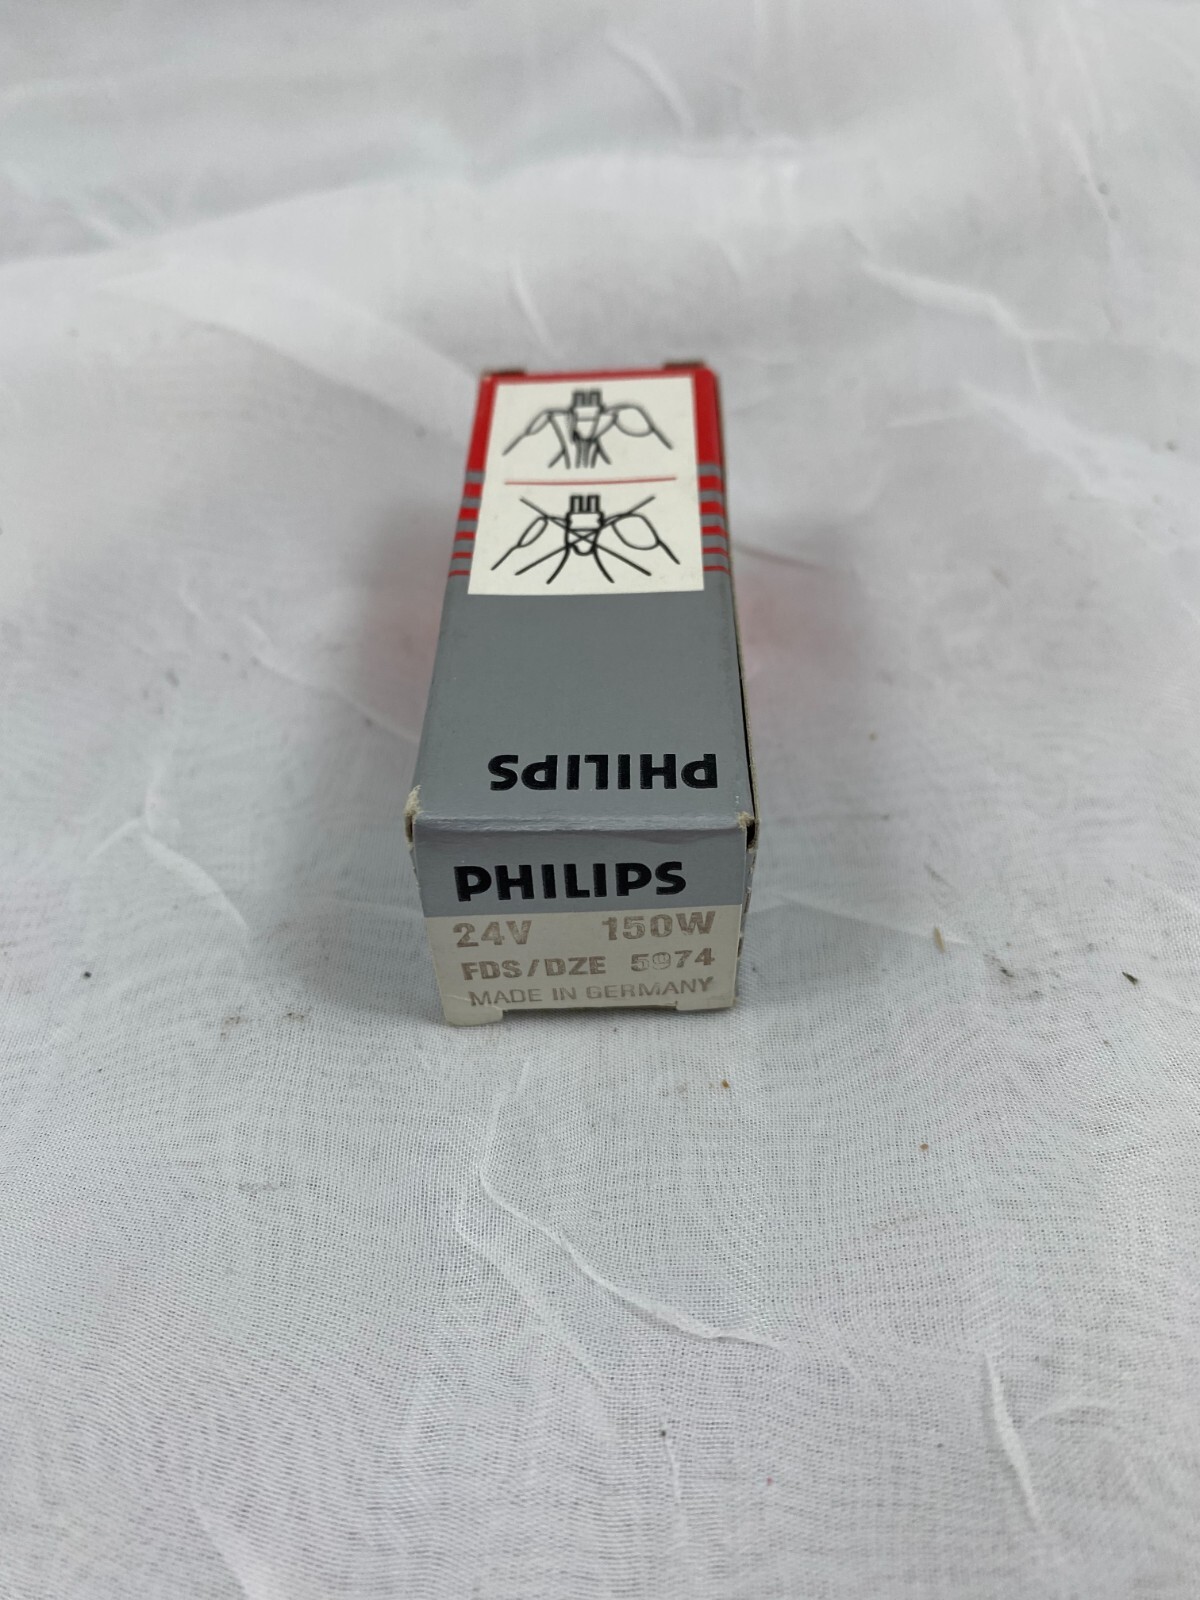 PHILIPS
PHILIPS
24V 150W
FDS/DZE 5974
MADE IN GERMANY